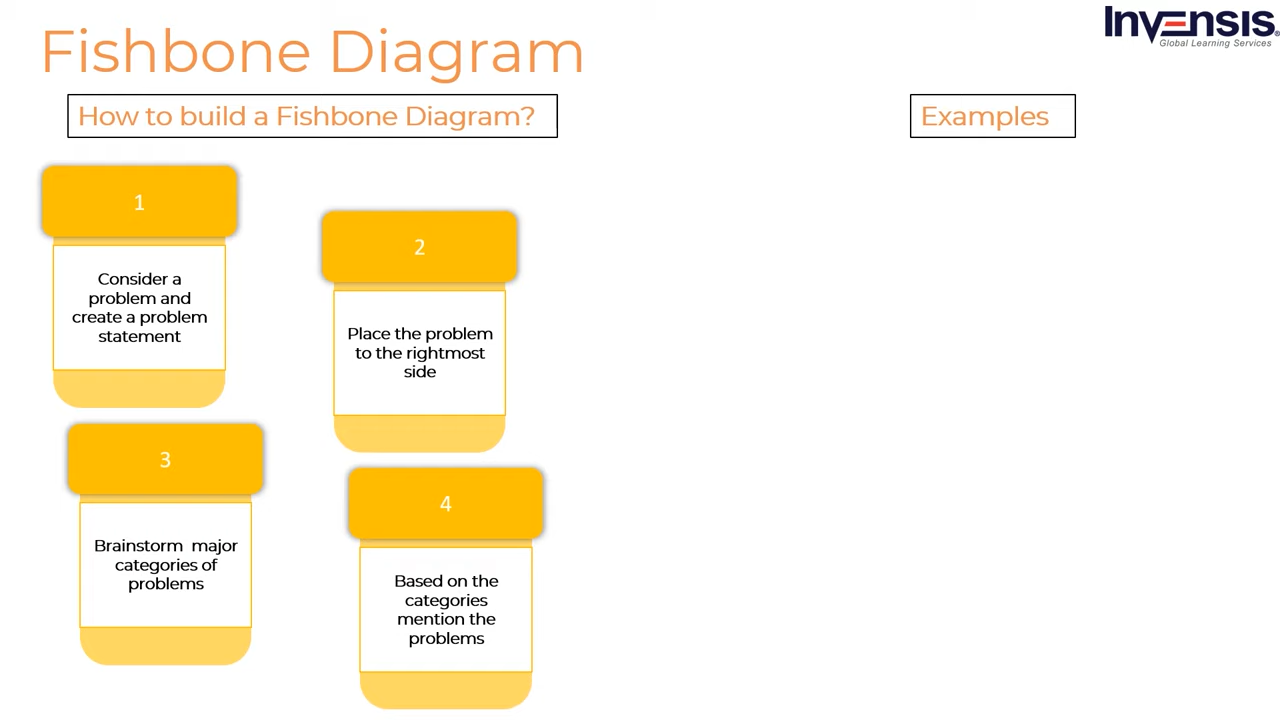 Invensis
Global Learning Services
Fishbone Diagram
How to build a Fishbone Diagram?
Examples
1
Consider a
problem and
create a problem
statement
2
Place the problem
to the rightmost
side
3
Brainstorm  major
categories of
problems
4
Based on the
categories
mention the
problems